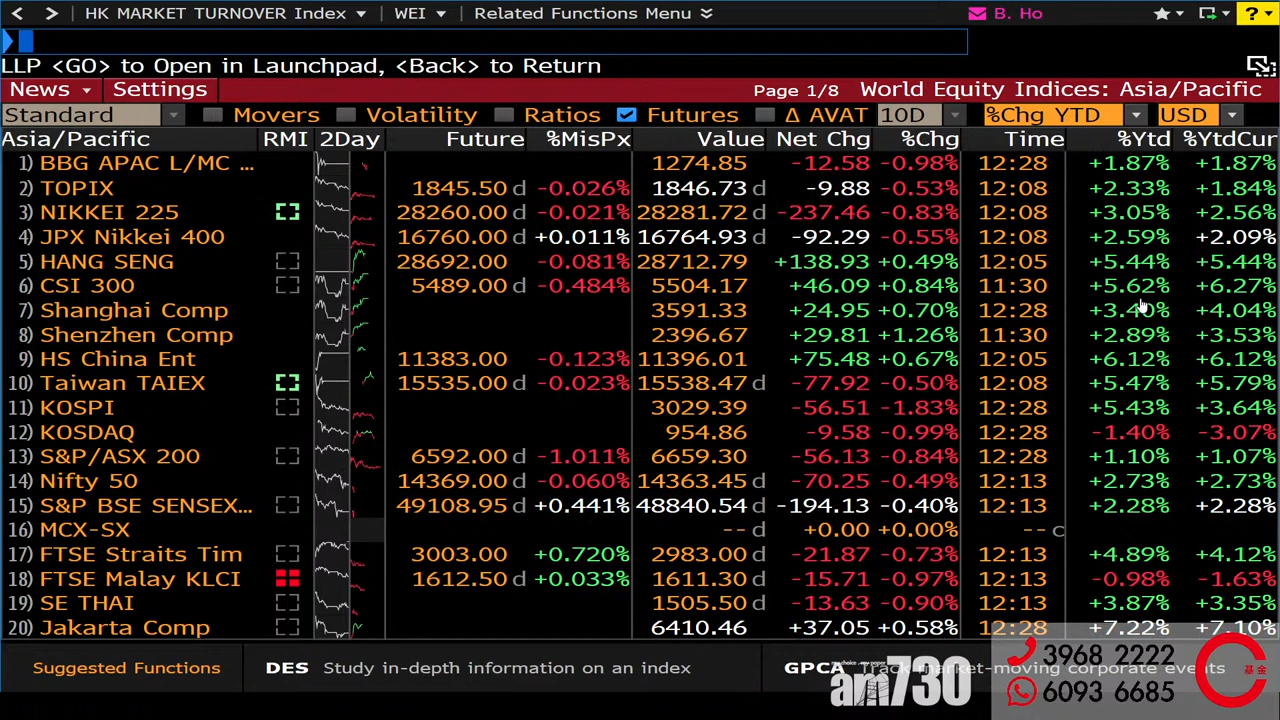 HK MARKET TURNOVER Index WEI Related Functions Menu B. Ho ?
LLP <GO> to Open in Launchpad, <Back> to Return
News Settings Page 1/8 World Equity Indices: Asia/Pacific
Standard Movers Volatility Ratios Futures Δ AVAT 10D %Chg YTD USD
Asia/Pacific RMI 2Day Future %MisPx Value Net Chg %Chg Time %Ytd %YtdCur
1) BBG APAC L/MC ... 1274.85 -12.58 -0.98% 12:28 +1.87% +1.87%
2) TOPIX 1845.50 d -0.026% 1846.73 d -9.88 -0.53% 12:08 +2.33% +1.84%
3) NIKKEI 225 28260.00 d -0.021% 28281.72 d -237.46 -0.83% 12:08 +3.05% +2.56%
4) JPX Nikkei 400 16760.00 d +0.011% 16764.93 d -92.29 -0.55% 12:08 +2.59% +2.09%
5) HANG SENG 28692.00 d -0.081% 28712.79 +138.93 +0.49% 12:05 +5.44% +5.44%
6) CSI 300 5489.00 d -0.484% 5504.17 +46.09 +0.84% 11:30 +5.62% +6.27%
7) Shanghai Comp 3591.33 +24.95 +0.70% 12:28 +3.40% +4.04%
8) Shenzhen Comp 2396.67 +29.81 +1.26% 11:30 +2.89% +3.53%
9) HS China Ent 11383.00 d -0.123% 11396.01 +75.48 +0.67% 12:05 +6.12% +6.12%
10) Taiwan TAIEX 15535.00 d -0.023% 15538.47 d -77.92 -0.50% 12:08 +5.47% +5.79%
11) KOSPI 3029.39 -56.51 -1.83% 12:28 +5.43% +3.64%
12) KOSDAQ 954.86 -9.58 -0.99% 12:28 -1.40% -3.07%
13) S&P/ASX 200 6592.00 d -1.011% 6659.30 -56.13 -0.84% 12:28 +1.10% +1.07%
14) Nifty 50 14369.00 d -0.060% 14363.45 d -70.25 -0.49% 12:13 +2.73% +2.73%
15) S&P BSE SENSEX... 49108.95 d +0.441% 48840.54 d -194.13 -0.40% 12:13 +2.28% +2.28%
16) MCX-SX -- d +0.00 +0.00% -- c
17) FTSE Straits Tim 3003.00 +0.720% 2983.00 d -21.87 -0.73% 12:13 +4.89% +4.12%
18) FTSE Malay KLCI 1612.50 d +0.033% 1611.30 d -15.71 -0.97% 12:13 -0.98% -1.63%
19) SE THAI 1505.50 d -13.63 -0.90% 12:13 +3.87% +3.35%
20) Jakarta Comp 6410.46 +37.05 +0.58% 12:28 +7.22% +7.10%
Suggested Functions DES Study in-depth information on an index GPCA Track market-moving corporate events
am730
3968 2222
6093 6685
基金